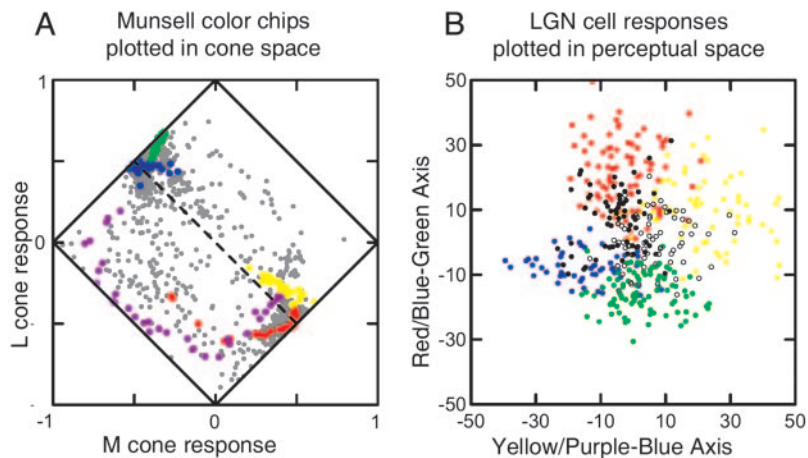 A
Munsell color chips
plotted in cone space
1
0
-
-
-1
0
1
L cone response
M cone response
B
LGN cell responses
plotted in perceptual space
50
30
10
-10
-30
-50
-50
-30
-10
10
30
50
Red/Blue-Green Axis
Yellow/Purple-Blue Axis